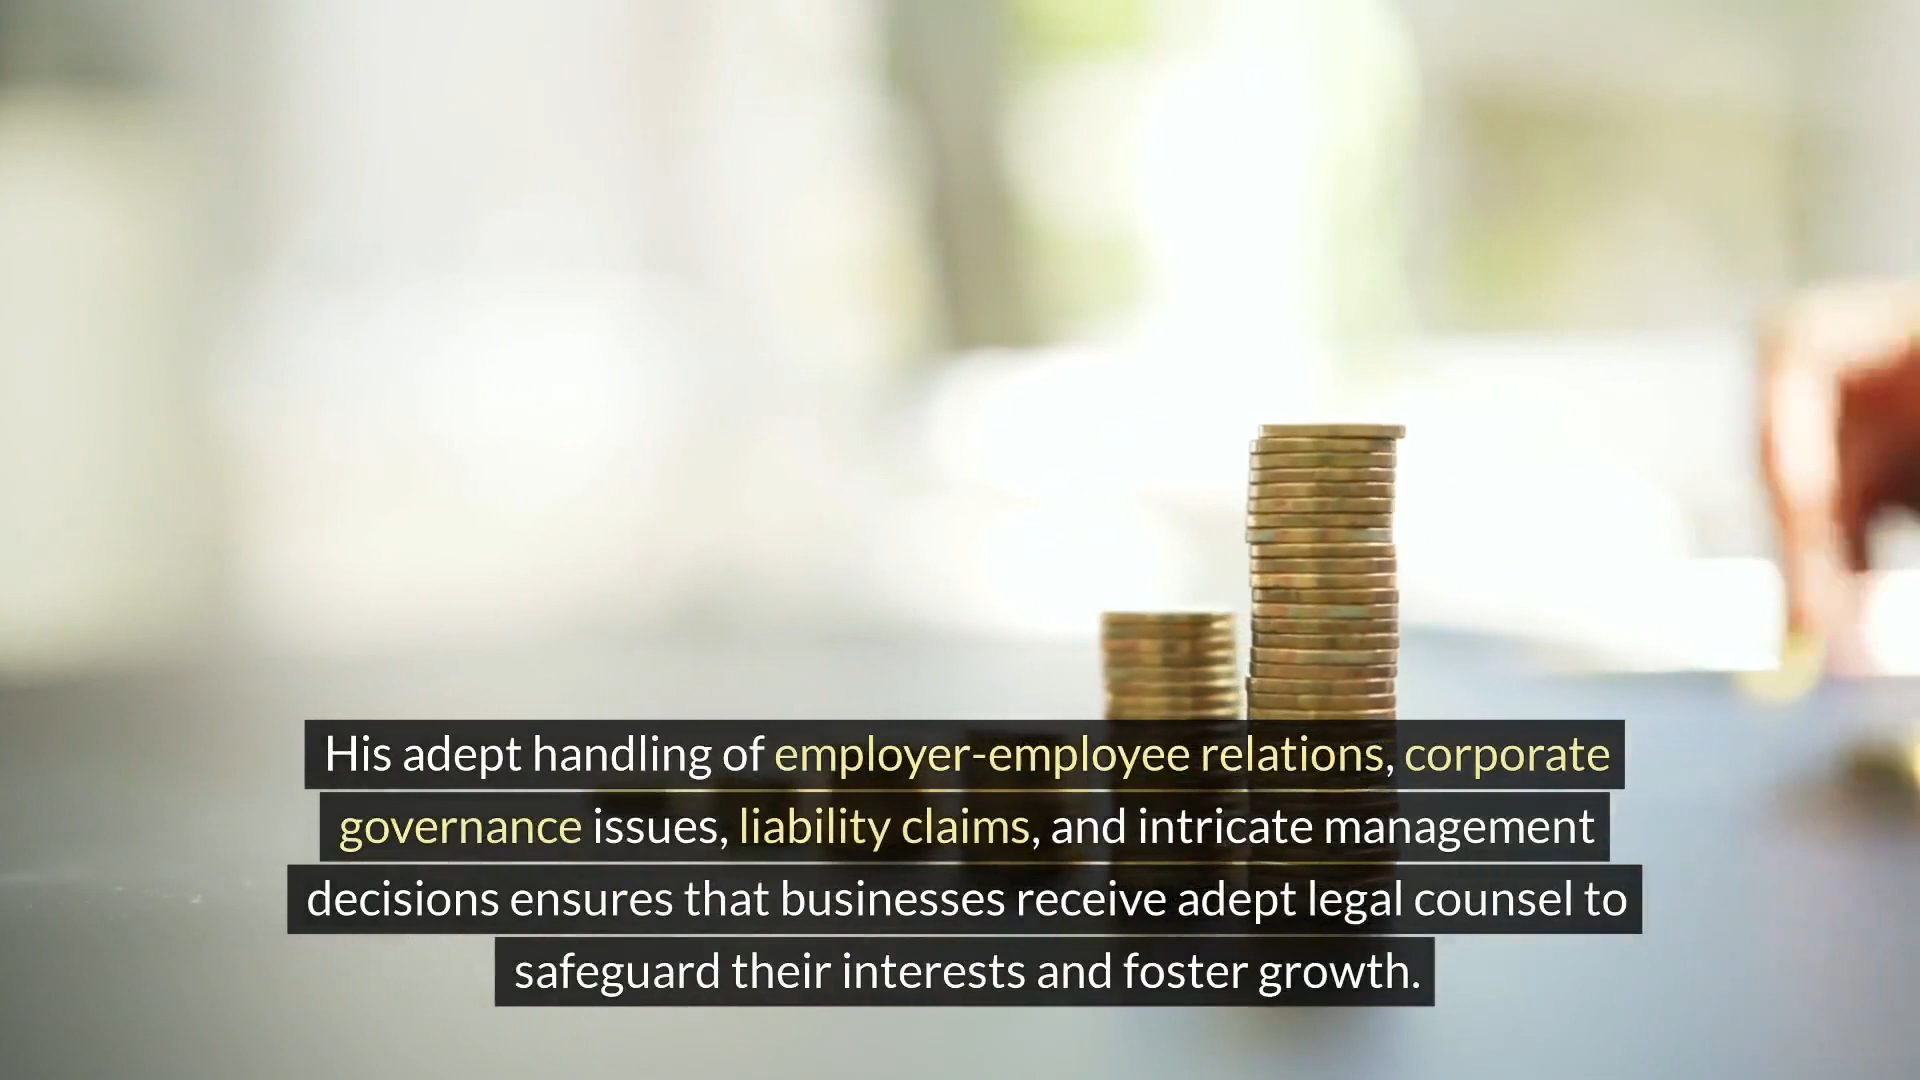 His adept handling of employer-employee relations, corporate
governance issues, liability claims, and intricate management
decisions ensures that businesses receive adept legal counsel to
safeguard their interests and foster growth.